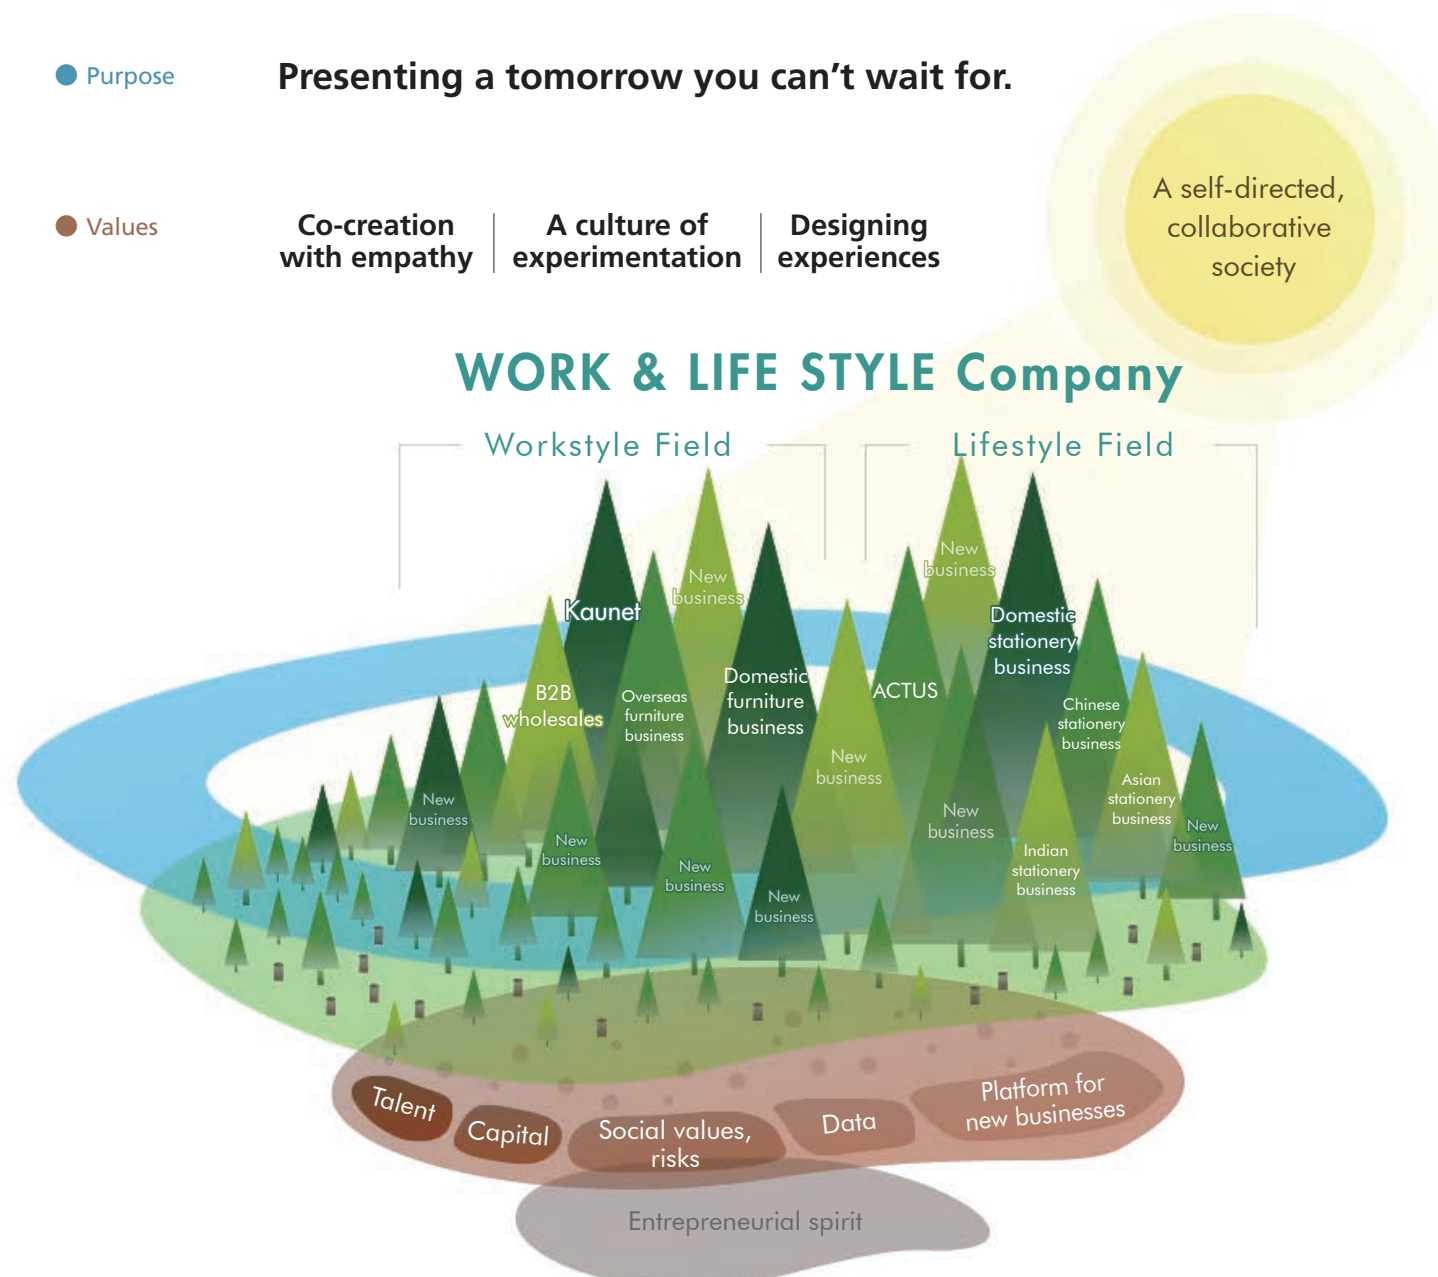 Purpose
Presenting a tomorrow you can’t wait for.
Values
Co-creation
with empathy
A culture of
experimentation
Designing
experiences
A self-directed,
collaborative
society
WORK & LIFE STYLE Company
Workstyle Field
Lifestyle Field
Kaunet
New
business
B2B
wholesales
Overseas
furniture
business
Domestic
furniture
business
New
business
New
business
New
business
New
business
New
business
New
business
Domestic
stationery
business
ACTUS
Chinese
stationery
business
Asian
stationery
business
New
business
New
business
Indian
stationery
business
Talent
Capital
Social values,
risks
Data
Platform for
new businesses
Entrepreneurial spirit